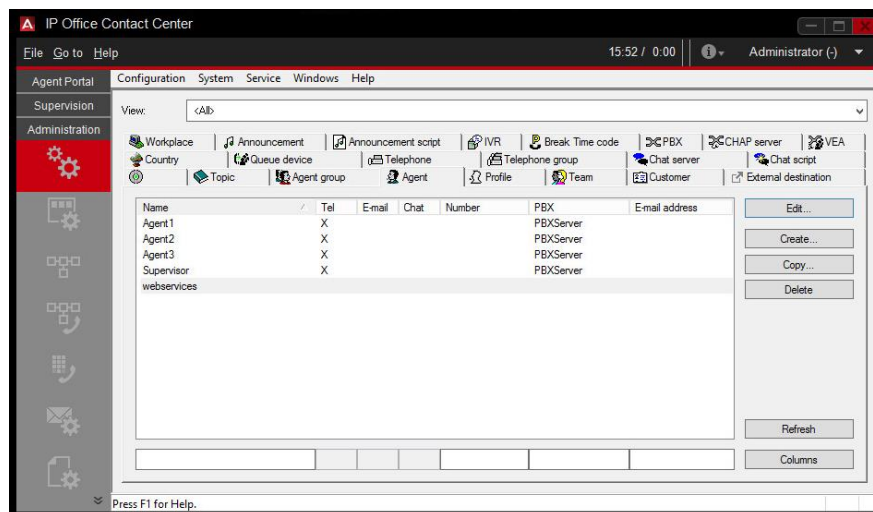 IP Office Contact Center
File Go to Help 15:52 / 0:00 Administrator (-)
Agent Portal
Supervision
Administration
Configuration System Service Windows Help
View: <All>
Workplace Announcement Announcement script IVR Break Time code PBX CHAP server VEA
Country Queue device Telephone Telephone group Chat server Chat script
Topic Agent group Agent Profile Team Customer External destination
Name Tel E-mail Chat Number PBX E-mail address
Agent1 X PBXServer
Agent2 X PBXServer
Agent3 X PBXServer
Supervisor X PBXServer
webservices
Edit...
Create...
Copy...
Delete
Refresh
Columns
Press F1 for Help.